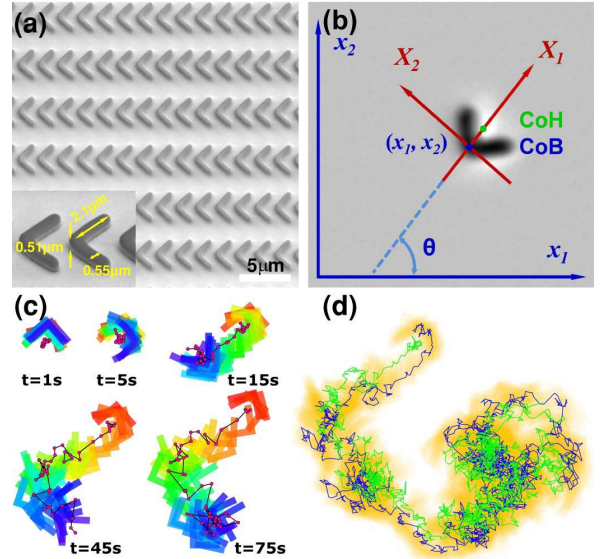 (a)
2.1µm
0.51µm
0.55µm
5µm
(b)
x₂
X₂
X₁
CoH
(x₁, x₂)
CoB
θ
x₁
(c)
t=1s
t=5s
t=15s
t=45s
t=75s
(d)